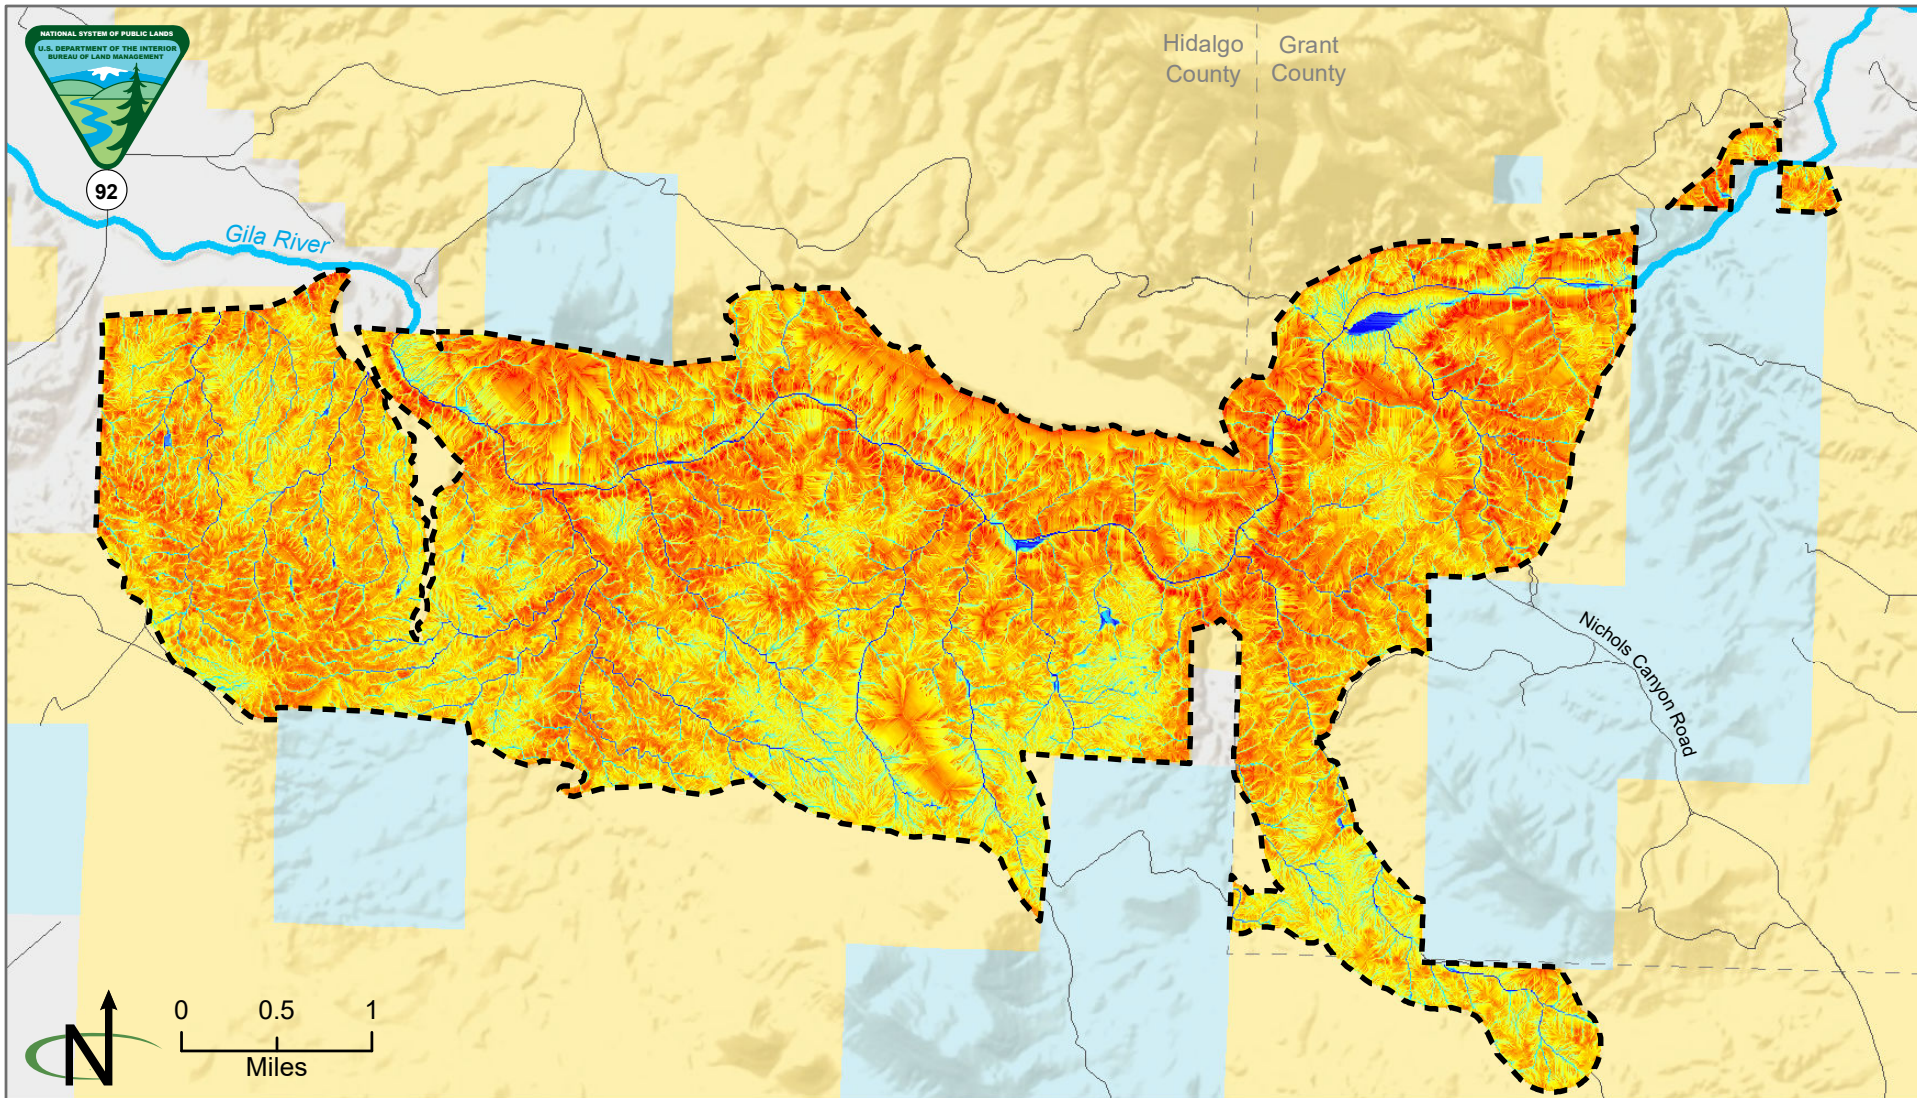 NATIONAL SYSTEM OF PUBLIC LANDS
U.S. DEPARTMENT OF THE INTERIOR
BUREAU OF LAND MANAGEMENT
Hidalgo
County
Grant
County
92
Gila River
Nichols Canyon Road
0 0.5 1
Miles
N